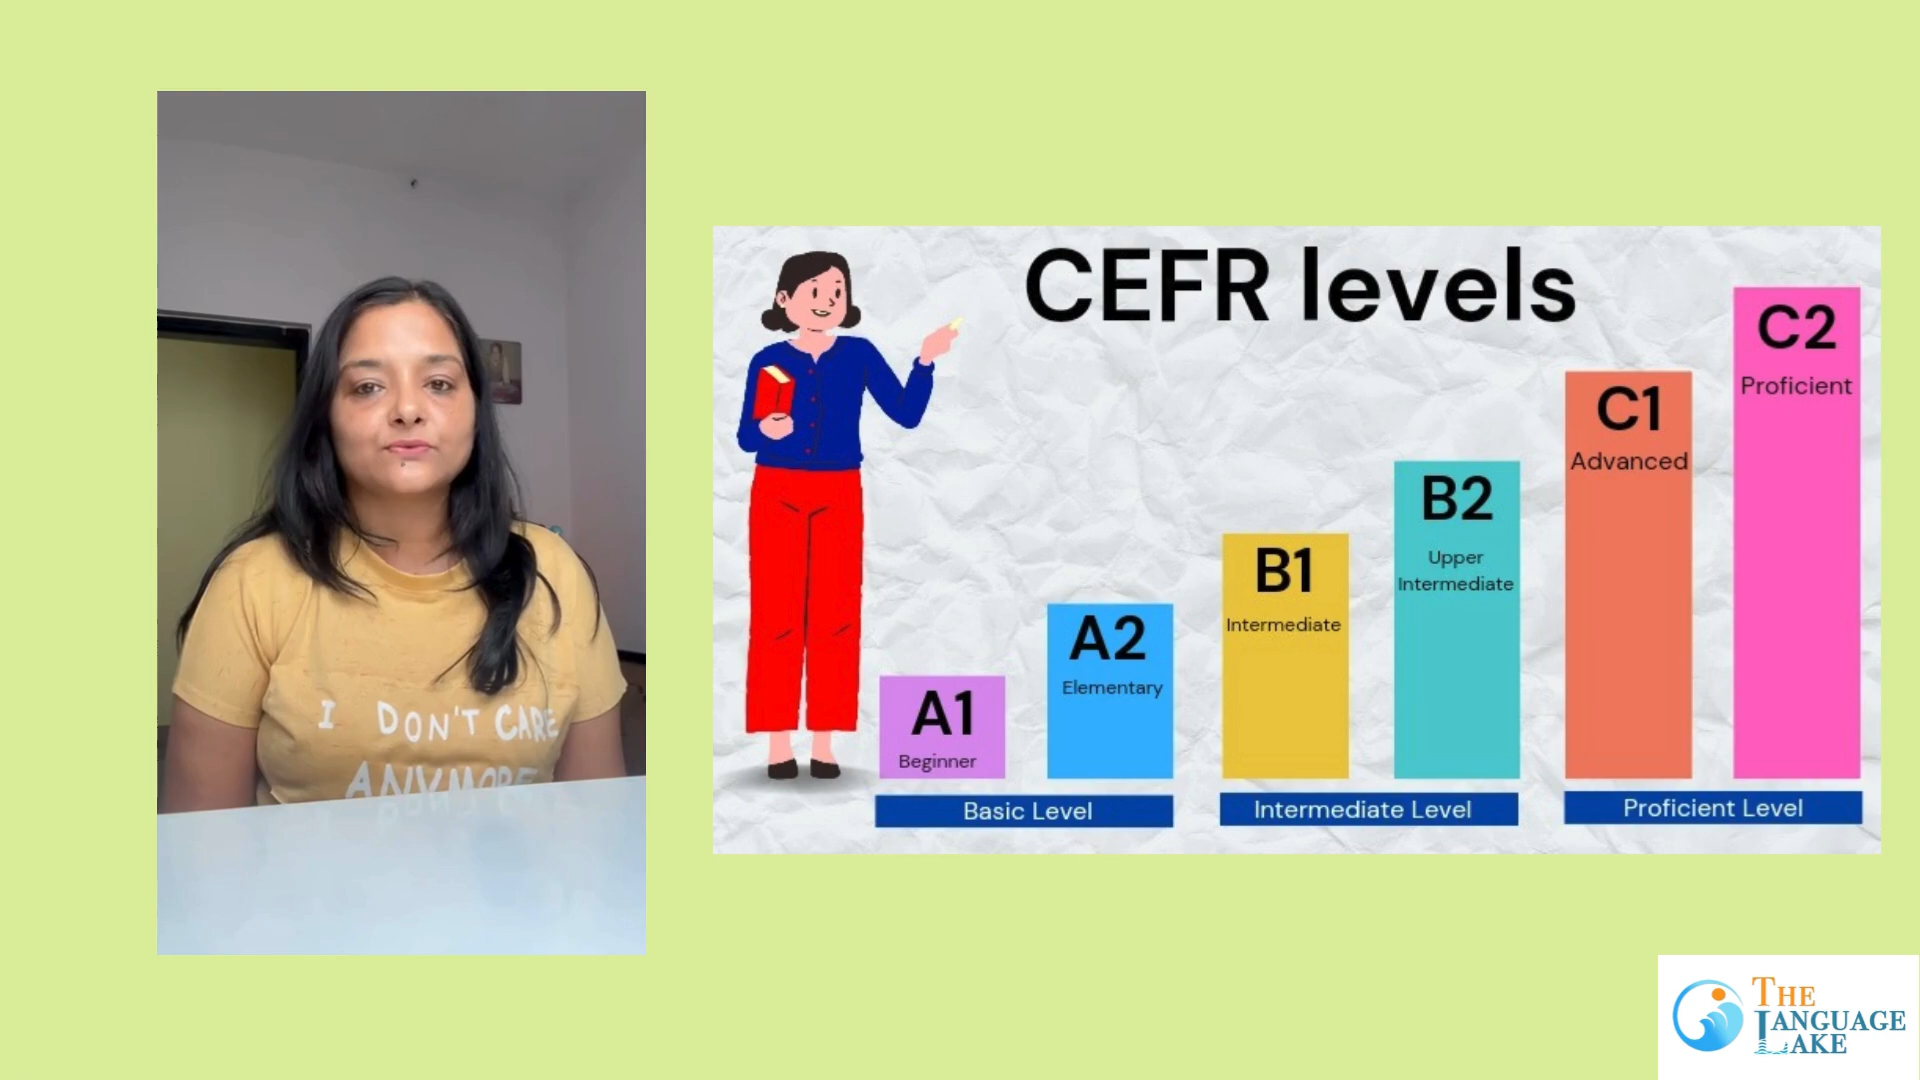 I DON'T CARE
ANYMORE
CEFR levels
A1
Beginner
A2
Elementary
B1
Intermediate
B2
Upper
Intermediate
C1
Advanced
C2
Proficient
Basic Level
Intermediate Level
Proficient Level
THE
LANGUAGE
LAKE